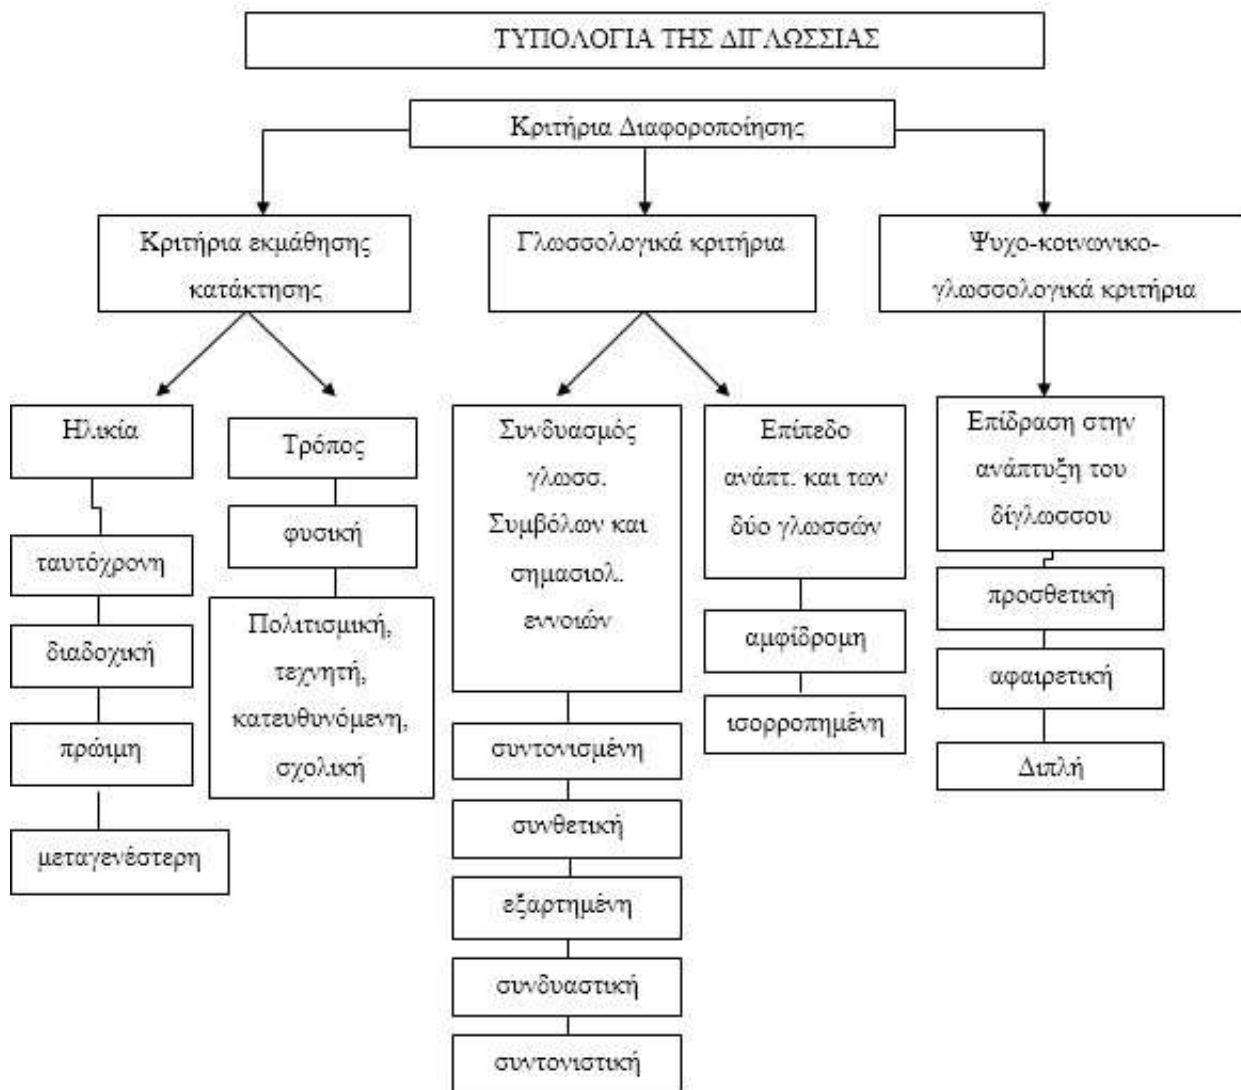 ΤΥΠΟΛΟΓΙΑ ΤΗΣ ΔΙΓΛΩΣΣΙΑΣ
Κριτήρια Διαφοροποίησης
Κριτήρια εκμάθησης
κατάκτησης
Γλωσσολογικά κριτήρια
Ψυχο-κοινωνικο-
γλωσσολογικά κριτήρια
Ηλικία
ταυτόχρονη
διαδοχική
πρώιμη
μεταγενέστερη
Τρόπος
φυσική
Πολιτισμική,
τεχνητή,
κατευθυνόμενη,
σχολική
Συνδυασμός
γλωσσ.
Συμβόλων και
σημασιολ.
εννοιών
συντονισμένη
συνθετική
εξαρτημένη
συνδυαστική
συντονιστική
Επίπεδο
ανάπτ. και των
δύο γλωσσών
αμφίδρομη
ισορροπημένη
Επίδραση στην
ανάπτυξη του
δίγλωσσου
προσθετική
αφαιρετική
Διπλή